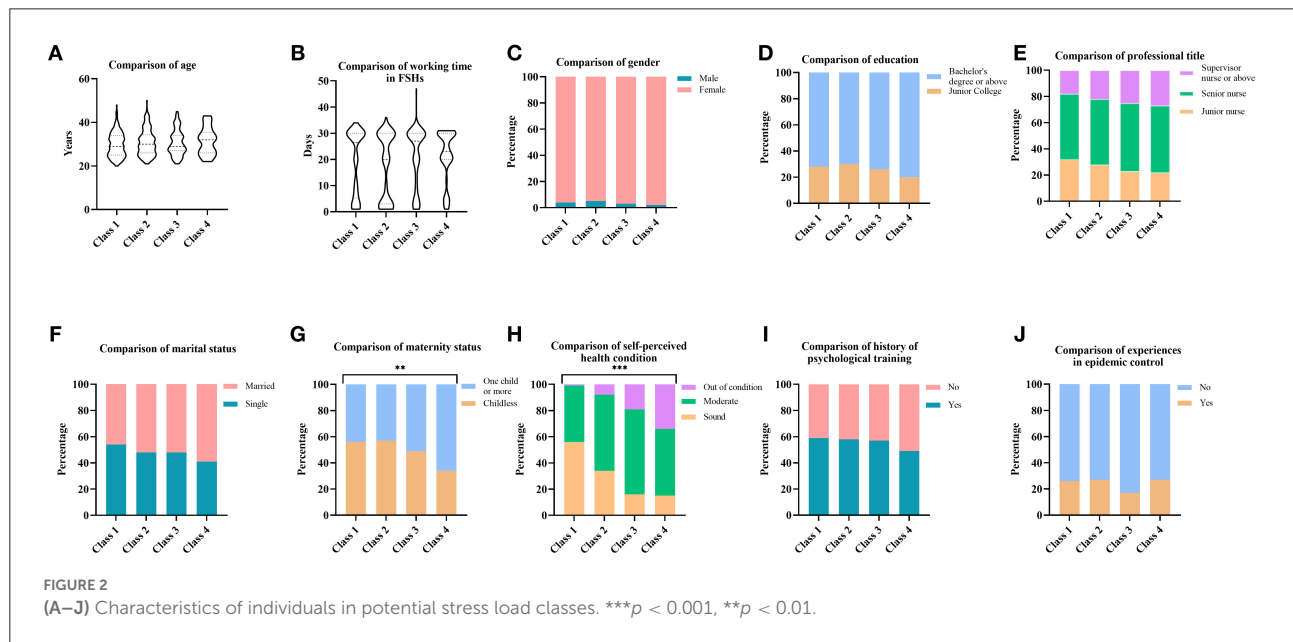 A
Comparison of age
Years
60
40
20
0
Class 1
Class 2
Class 3
Class 4
B
Comparison of working time
in FSHs
Days
50
40
30
20
10
0
Class 1
Class 2
Class 3
Class 4
C
Comparison of gender
Male
Female
Percentage
100
80
60
40
20
0
Class 1
Class 2
Class 3
Class 4
D
Comparison of education
Bachelor's
degree or above
Junior College
Percentage
100
80
60
40
20
0
Class 1
Class 2
Class 3
Class 4
E
Comparison of professional title
Supervisor
nurse or above
Senior nurse
Junior nurse
Percentage
100
80
60
40
20
0
Class 1
Class 2
Class 3
Class 4
F
Comparison of marital status
Married
Single
Percentage
100
80
60
40
20
0
Class 1
Class 2
Class 3
Class 4
G
Comparison of maternity status
**
One child
or more
Childless
Percentage
100
80
60
40
20
0
Class 1
Class 2
Class 3
Class 4
H
Comparison of self-perceived
health condition
***
Out of condition
Moderate
Sound
Percentage
100
80
60
40
20
0
Class 1
Class 2
Class 3
Class 4
I
Comparison of history of
psychological training
No
Yes
Percentage
100
80
60
40
20
0
Class 1
Class 2
Class 3
Class 4
J
Comparison of experiences
in epidemic control
No
Yes
Percentage
100
80
60
40
20
0
Class 1
Class 2
Class 3
Class 4
FIGURE 2
(A–J) Characteristics of individuals in potential stress load classes. ***p < 0.001, **p < 0.01.